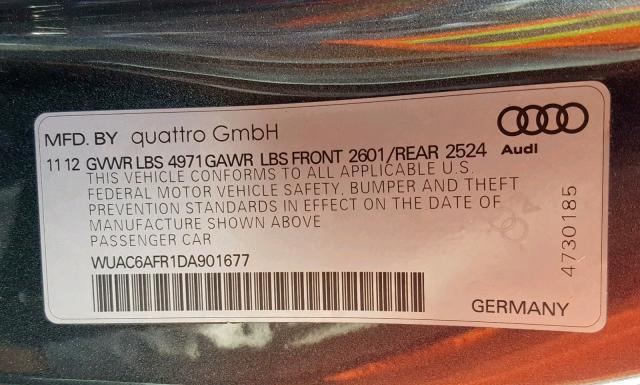 MFD. BY quattro GmbH
11 12 GVWR LBS 4971 GAWR LBS FRONT 2601/REAR 2524
Audi
THIS VEHICLE CONFORMS TO ALL APPLICABLE U.S.
FEDERAL MOTOR VEHICLE SAFETY, BUMPER AND THEFT
PREVENTION STANDARDS IN EFFECT ON THE DATE OF
MANUFACTURE SHOWN ABOVE
PASSENGER CAR
4730185
WUAC6AFR1DA901677
GERMANY